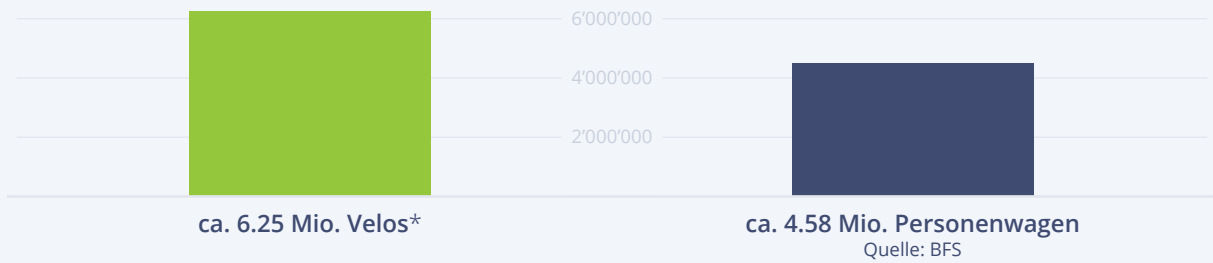 6’000’000
4’000’000
2’000’000
ca. 6.25 Mio. Velos*
ca. 4.58 Mio. Personenwagen
Quelle: BFS